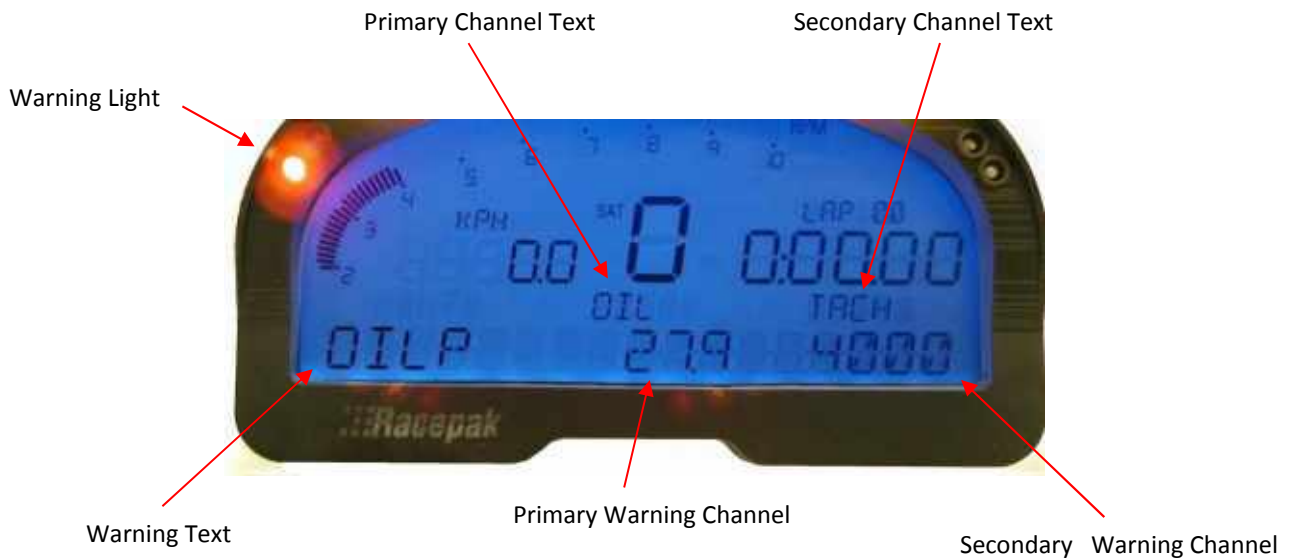 Primary Channel Text Secondary Channel Text
Warning Light
RPM
5 6 7 8 9 10
4
3
2
KPH SAT 0 LAP 00
0.0 0:00.00
OIL TACH
OILP 27.9 4000
Racepak
Warning Text Primary Warning Channel Secondary Warning Channel